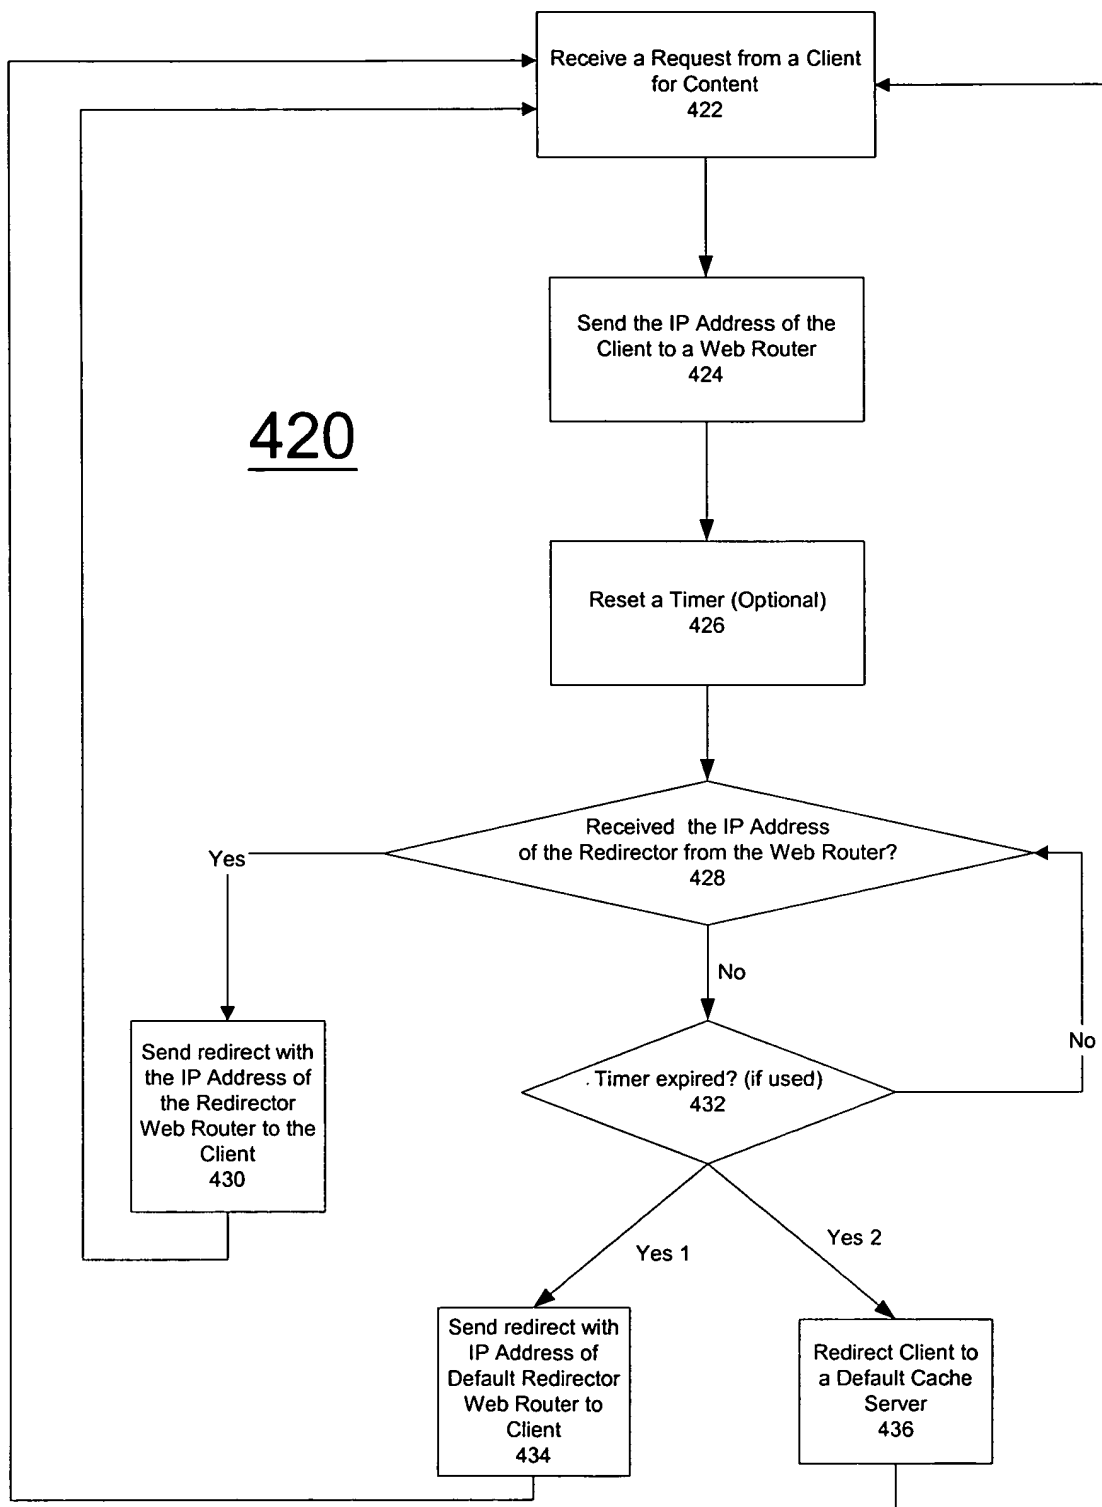 Receive a Request from a Client
for Content
422
Send the IP Address of the
Client to a Web Router
424
420
Reset a Timer (Optional)
426
Received the IP Address
of the Redirector from the Web Router?
428
Yes
No
No
Send redirect with
the IP Address of
the Redirector
Web Router to the
Client
430
Timer expired? (if used)
432
Yes 1
Yes 2
Send redirect with
IP Address of
Default Redirector
Web Router to
Client
434
Redirect Client to
a Default Cache
Server
436